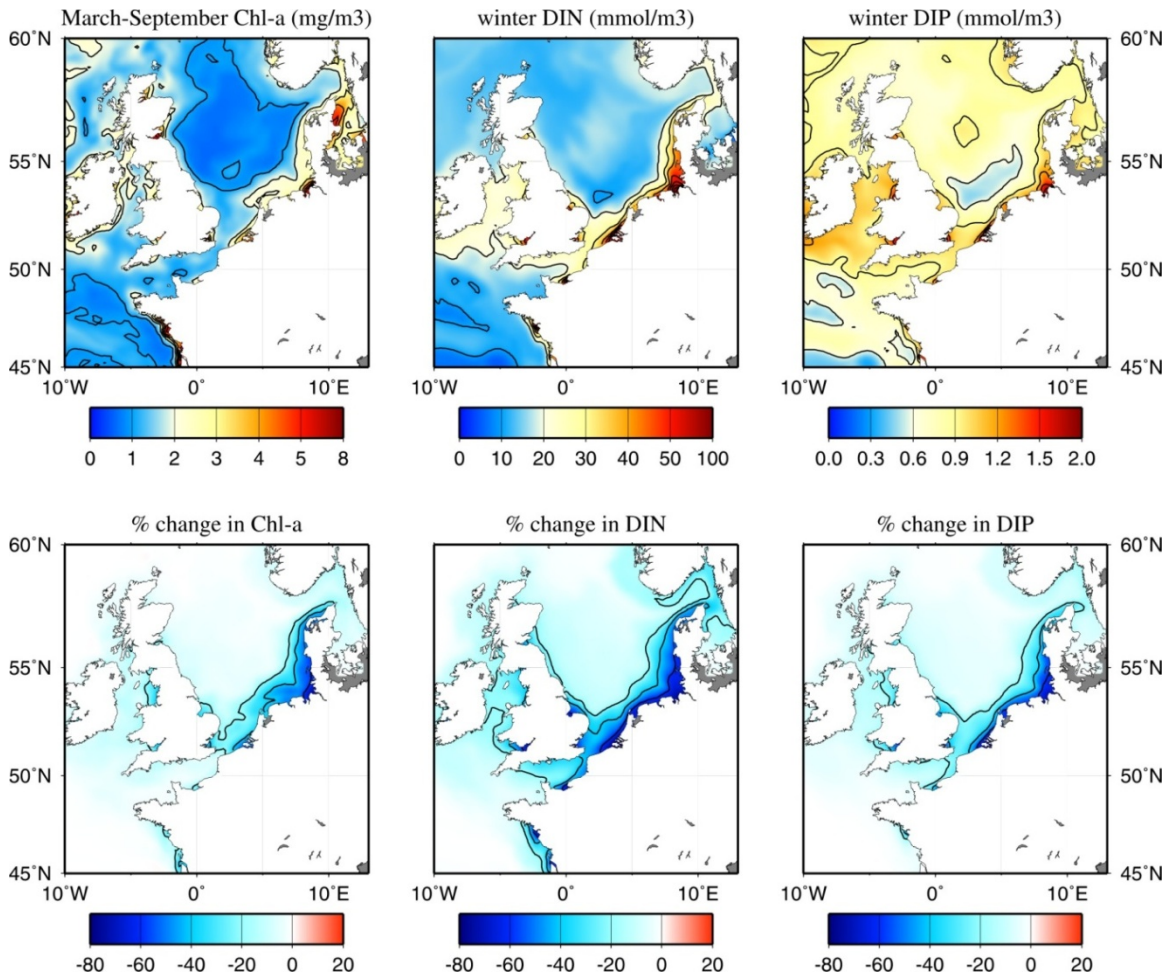 March-September Chl-a (mg/m3) winter DIN (mmol/m3) winter DIP (mmol/m3)
60˚N 60˚N
55˚N 55˚N
50˚N 50˚N
45˚N 45˚N
10˚W 0˚ 10˚E 10˚W 0˚ 10˚E 10˚W 0˚ 10˚E
0 1 2 3 4 5 8 0 10 20 30 40 50 100 0.0 0.3 0.6 0.9 1.2 1.5 2.0
% change in Chl-a % change in DIN % change in DIP
60˚N 60˚N
55˚N 55˚N
50˚N 50˚N
45˚N 45˚N
10˚W 0˚ 10˚E 10˚W 0˚ 10˚E 10˚W 0˚ 10˚E
-80 -60 -40 -20 0 20 -80 -60 -40 -20 0 20 -80 -60 -40 -20 0 20